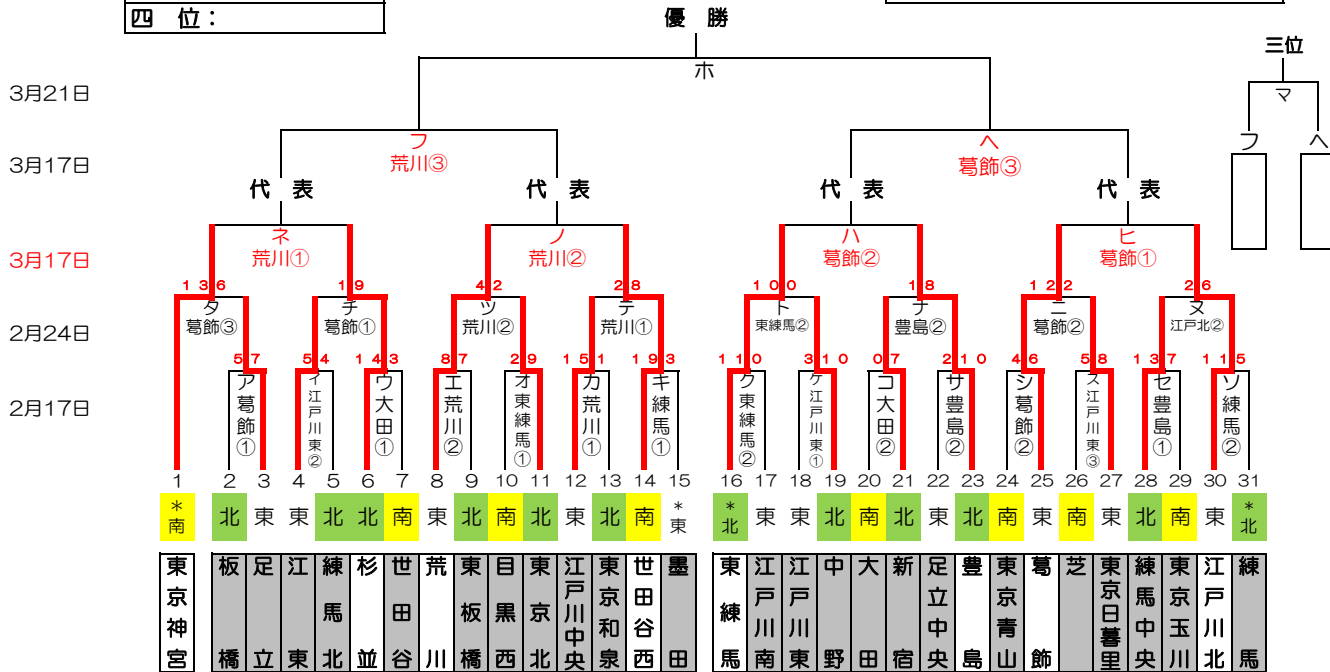 四 位：
優 勝
三位
ホ
3月21日
マ
フ
ヘ
フ
荒川③
ヘ
葛飾③
3月17日
代 表
代 表
代 表
代 表
3月17日
ネ
荒川①
ノ
荒川②
ハ
葛飾②
ヒ
葛飾①
1 3 6
1 9
4 2
2 8
1 0 0
1 8
1 2 2
2 6
2月24日
タ
葛飾③
チ
葛飾①
ツ
荒川②
テ
荒川①
ト
東練馬②
ナ
豊島②
ニ
葛飾②
ヌ
江戸北②
5 7
5 4
1 4 3
8 7
2 9
1 5 1
1 9 3
1 1 0
3 1 0
0 7
2 1 0
4 6
5 8
1 3 7
1 1 5
2月17日
ア葛飾①
イ江戸川東②
ウ大田①
エ荒川②
オ東練馬①
カ荒川①
キ練馬①
ク東練馬②
ケ江戸川東①
コ大田②
サ豊島②
シ葛飾②
ス江戸川東③
セ豊島①
ソ練馬②
1 2 3 4 5 6 7 8 9 10 11 12 13 14 15 16 17 18 19 20 21 22 23 24 25 26 27 28 29 30 31
*南 北 東 東 北 北 南 東 北 南 北 東 北 南 *東 *北 東 東 北 南 北 東 北 南 東 南 東 北 南 東 *北
東京神宮
板橋
足立
江東
練馬北
杉並
世田谷
荒川
東板橋
目黒西
東京北
江戸川中央
東京和泉
世田谷西
墨田
東練馬
江戸川南
江戸川東
中野
大田
新宿
足立中央
豊島
東京青山
葛飾
芝
東京日暮里
練馬中央
東京玉川
江戸川北
練馬